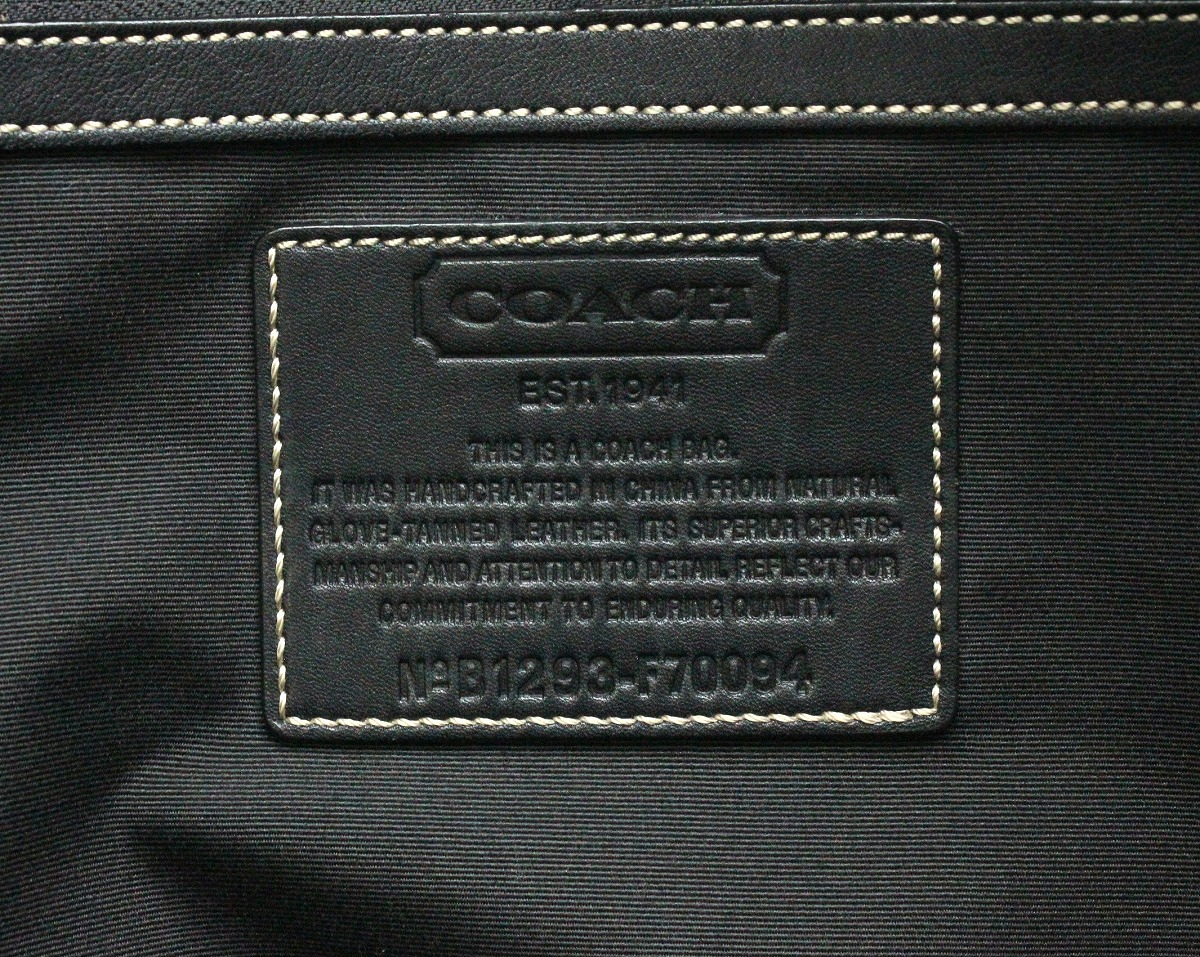 COACH
EST. 1941
THIS IS A COACH BAG.
IT WAS HANDCRAFTED IN CHINA FROM NATURAL
GLOVE-TANNED LEATHER. ITS SUPERIOR CRAFTS-
MANSHIP AND ATTENTION TO DETAIL REFLECT OUR
COMMITMENT TO ENDURING QUALITY.
Nº B1293-F70094